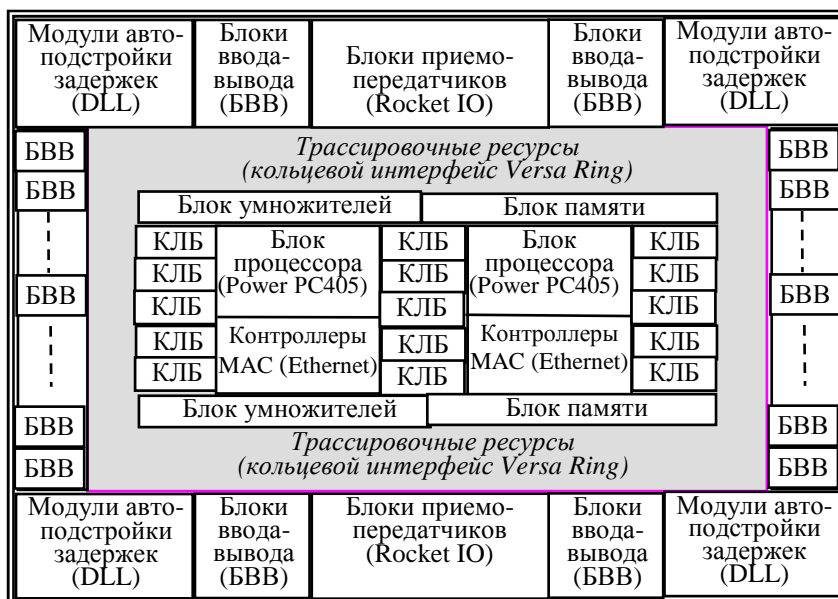 Модули авто-
подстройки
задержек
(DLL)
Блоки
ввода-
вывода
(БВВ)
Блоки приемо-
передатчиков
(Rocket IO)
Блоки
ввода-
вывода
(БВВ)
Модули авто-
подстройки
задержек
(DLL)
БВВ
БВВ
БВВ
БВВ
БВВ
Трассировочные ресурсы
(кольцевой интерфейс Versa Ring)
Блок умножителей
Блок памяти
КЛБ
КЛБ
КЛБ
КЛБ
КЛБ
Блок
процессора
(Power PC405)
Контроллеры
MAC (Ethernet)
КЛБ
КЛБ
КЛБ
КЛБ
КЛБ
Блок
процессора
(Power PC405)
Контроллеры
MAC (Ethernet)
КЛБ
КЛБ
КЛБ
КЛБ
КЛБ
Блок умножителей
Блок памяти
Трассировочные ресурсы
(кольцевой интерфейс Versa Ring)
БВВ
БВВ
БВВ
БВВ
БВВ
Модули авто-
подстройки
задержек
(DLL)
Блоки
ввода-
вывода
(БВВ)
Блоки приемо-
передатчиков
(Rocket IO)
Блоки
ввода-
вывода
(БВВ)
Модули авто-
подстройки
задержек
(DLL)